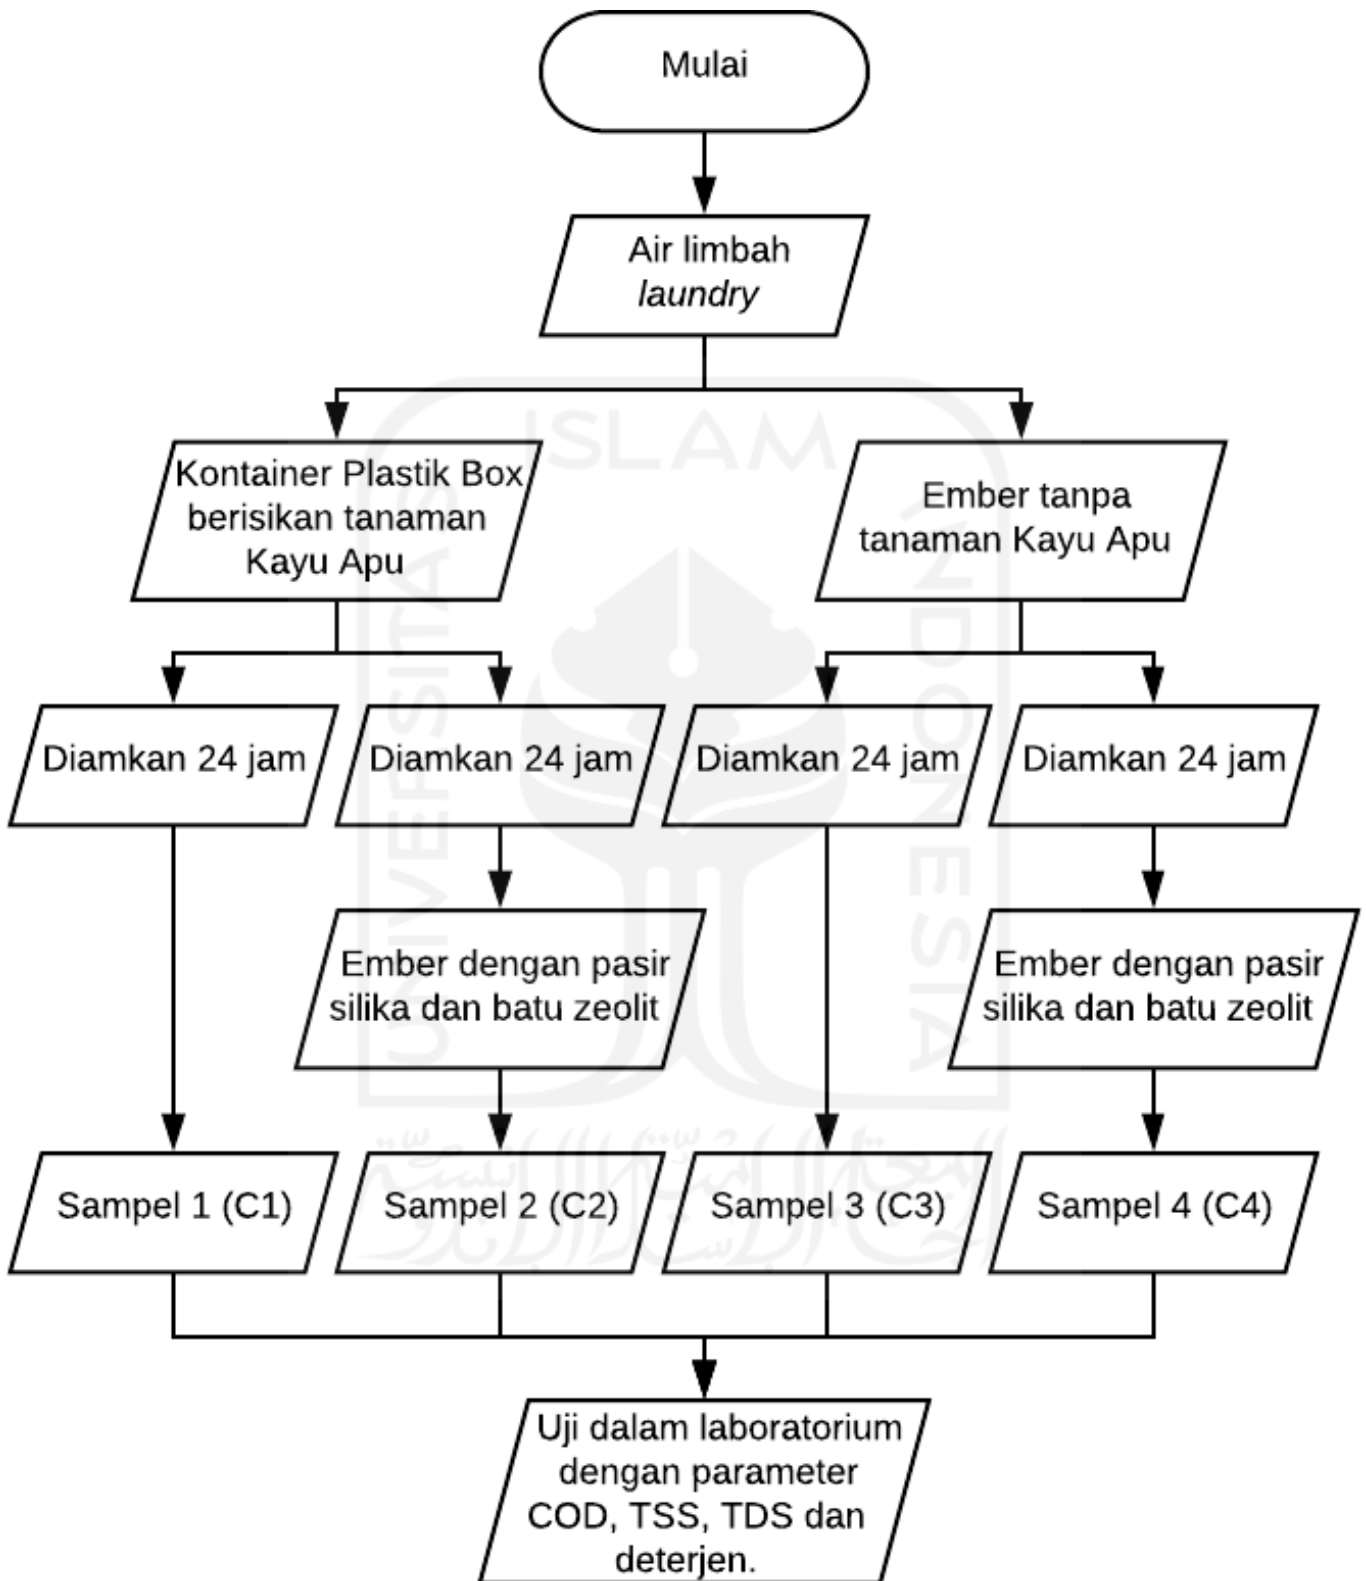 Mulai
Air limbah
laundry
Kontainer Plastik Box
berisikan tanaman
Kayu Apu
Ember tanpa
tanaman Kayu Apu
Diamkan 24 jam
Diamkan 24 jam
Diamkan 24 jam
Diamkan 24 jam
Ember dengan pasir
silika dan batu zeolit
Ember dengan pasir
silika dan batu zeolit
Sampel 1 (C1)
Sampel 2 (C2)
Sampel 3 (C3)
Sampel 4 (C4)
Uji dalam laboratorium
dengan parameter
COD, TSS, TDS dan
deterjen.
UNIVERSITAS
ISLAM
INDONESIA